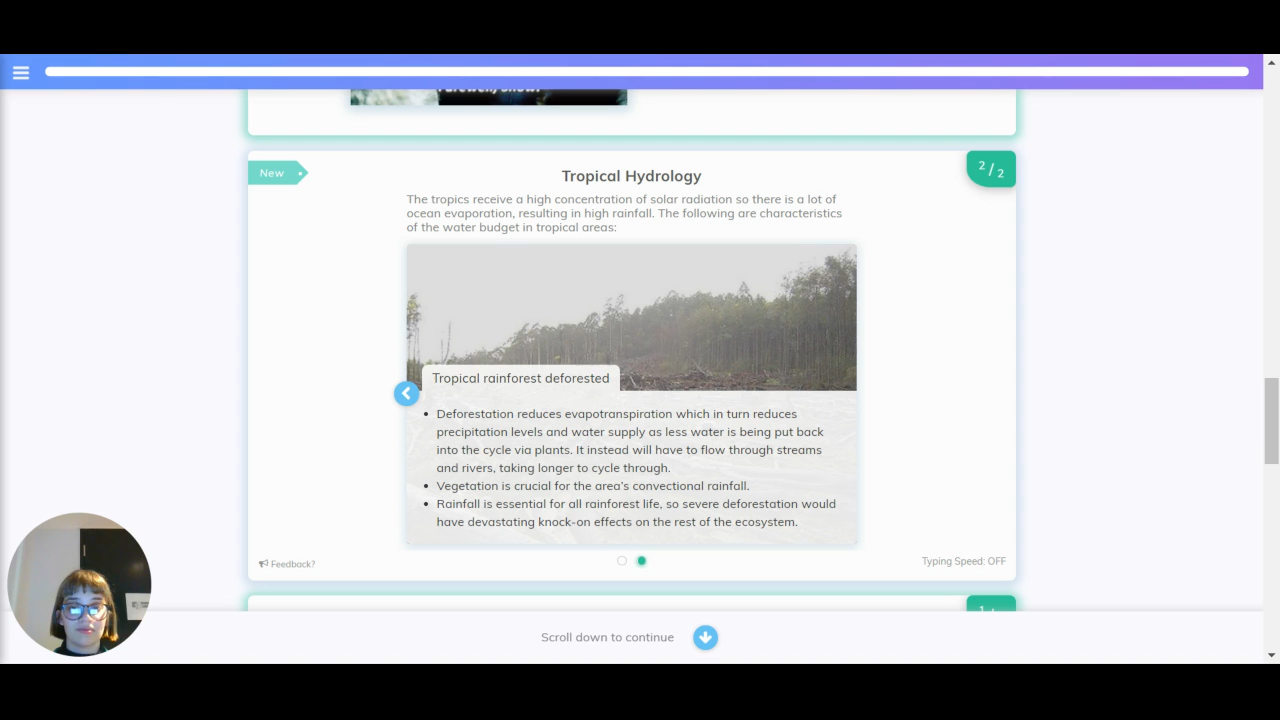 Farewell, Snow!
New
2/2
Tropical Hydrology
The tropics receive a high concentration of solar radiation so there is a lot of
ocean evaporation, resulting in high rainfall. The following are characteristics
of the water budget in tropical areas:
Tropical rainforest deforested
• Deforestation reduces evapotranspiration which in turn reduces
precipitation levels and water supply as less water is being put back
into the cycle via plants. It instead will have to flow through streams
and rivers, taking longer to cycle through.
• Vegetation is crucial for the area's convectional rainfall.
• Rainfall is essential for all rainforest life, so severe deforestation would
have devastating knock-on effects on the rest of the ecosystem.
Feedback?
Typing Speed: OFF
Scroll down to continue